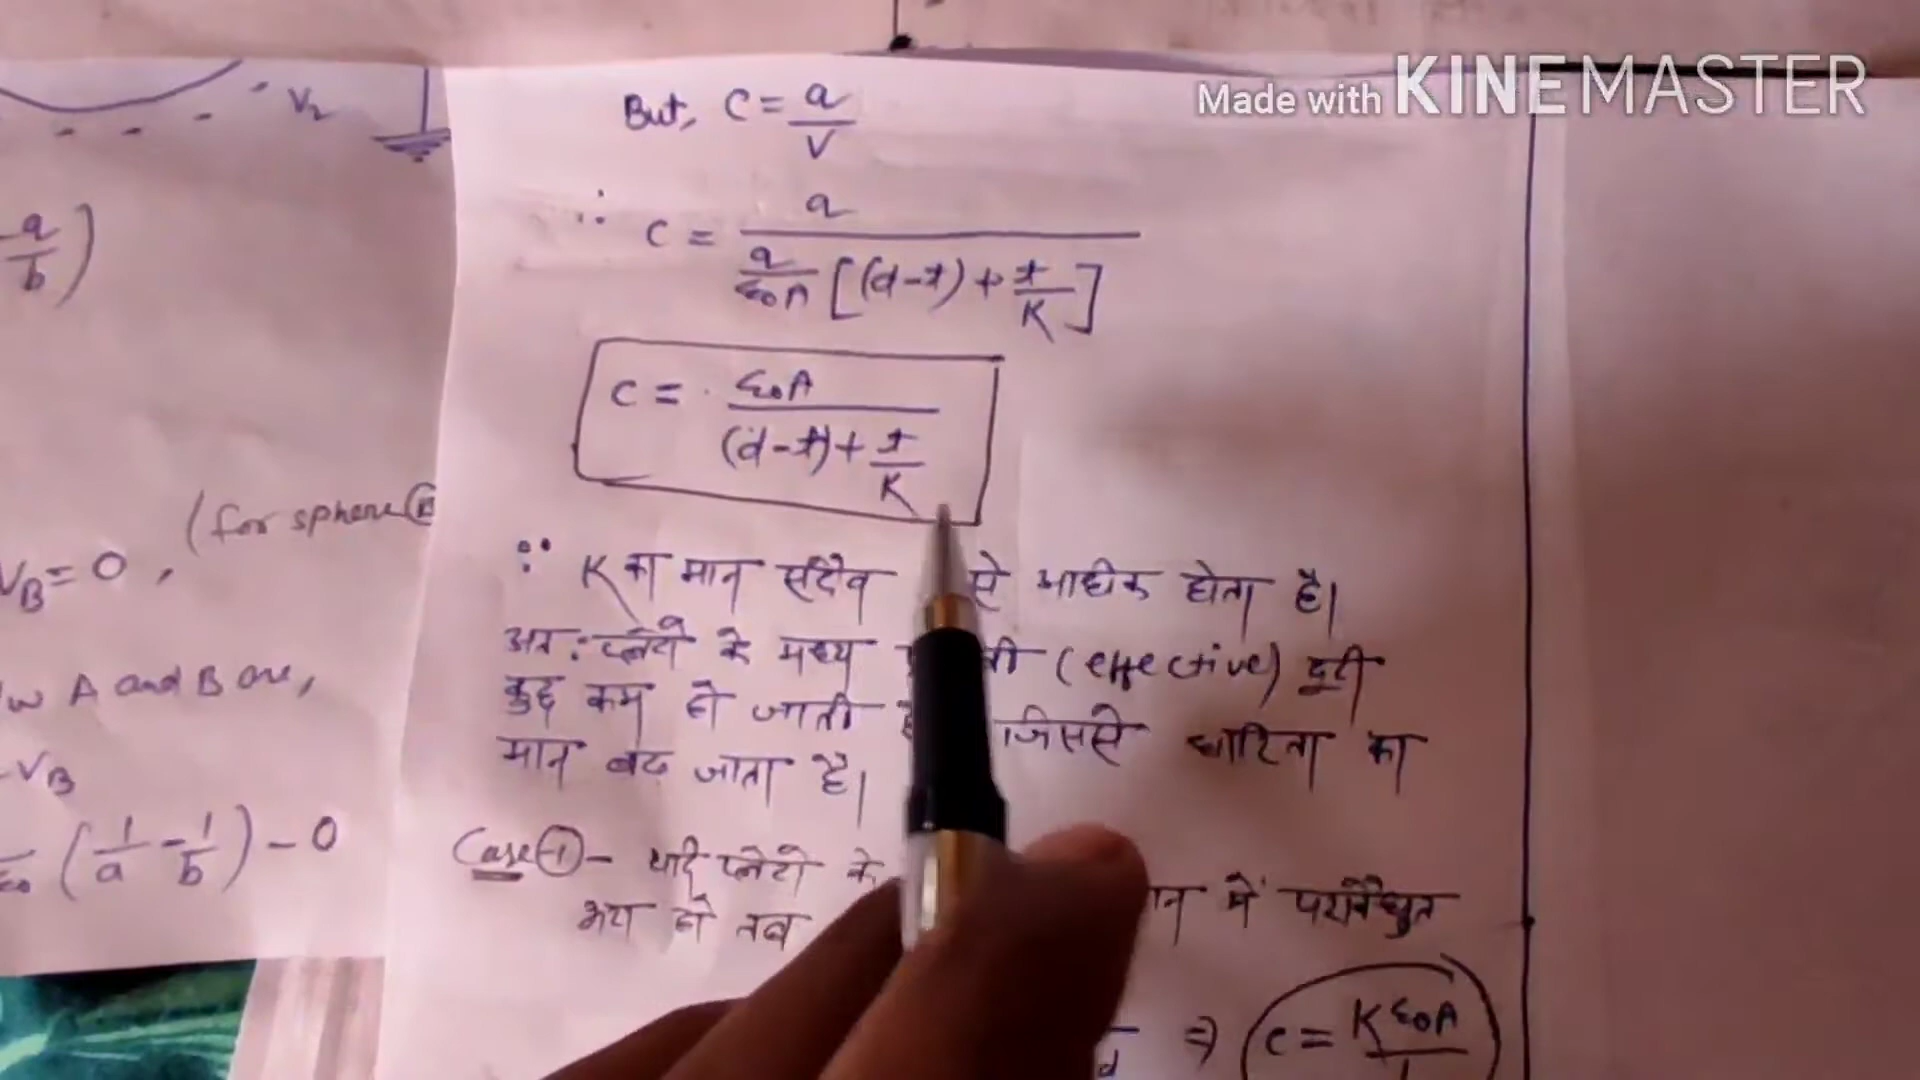 Made with KINEMASTER
V₂
a/b)
(for sphere B
V_B = 0,
w A and B are,
- V_B
(1/a - 1/b) - 0
But, C = q/V
∴ C = q / (q/ε₀A [(d-t) + t/K])
C = ε₀A / ((d-t) + t/K)
∵ K का मान सदैव से अधिक होता है।
अतः प्लेटो के मध्य (effective) दूरी
कुछ कम हो जाती जिससे धारिता का
मान बढ़ जाता है।
Case-① - यदि प्लेटो के में परावैधुत
भरा हो तब
d ⇒ C = Kε₀A